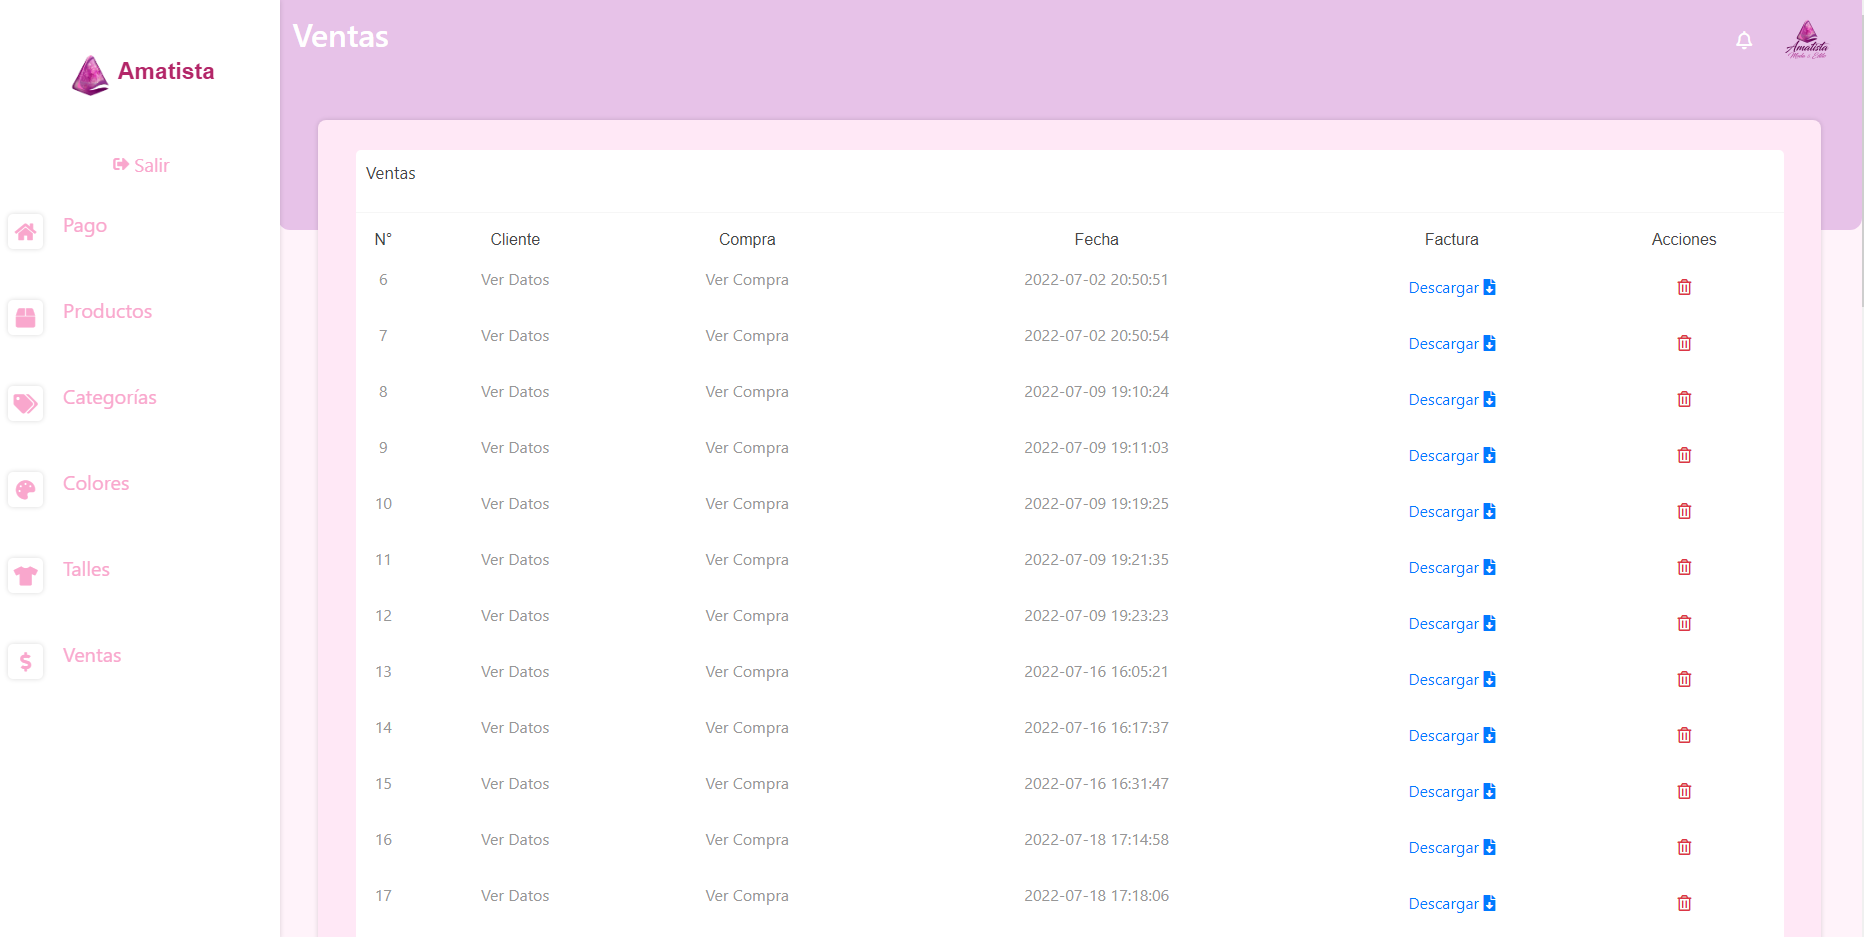 Amatista
Salir
Pago
Productos
Categorías
Colores
Talles
Ventas
Ventas
Amatista
Moda & Estilo
Ventas
N° Cliente Compra Fecha Factura Acciones
6 Ver Datos Ver Compra 2022-07-02 20:50:51 Descargar
7 Ver Datos Ver Compra 2022-07-02 20:50:54 Descargar
8 Ver Datos Ver Compra 2022-07-09 19:10:24 Descargar
9 Ver Datos Ver Compra 2022-07-09 19:11:03 Descargar
10 Ver Datos Ver Compra 2022-07-09 19:19:25 Descargar
11 Ver Datos Ver Compra 2022-07-09 19:21:35 Descargar
12 Ver Datos Ver Compra 2022-07-09 19:23:23 Descargar
13 Ver Datos Ver Compra 2022-07-16 16:05:21 Descargar
14 Ver Datos Ver Compra 2022-07-16 16:17:37 Descargar
15 Ver Datos Ver Compra 2022-07-16 16:31:47 Descargar
16 Ver Datos Ver Compra 2022-07-18 17:14:58 Descargar
17 Ver Datos Ver Compra 2022-07-18 17:18:06 Descargar